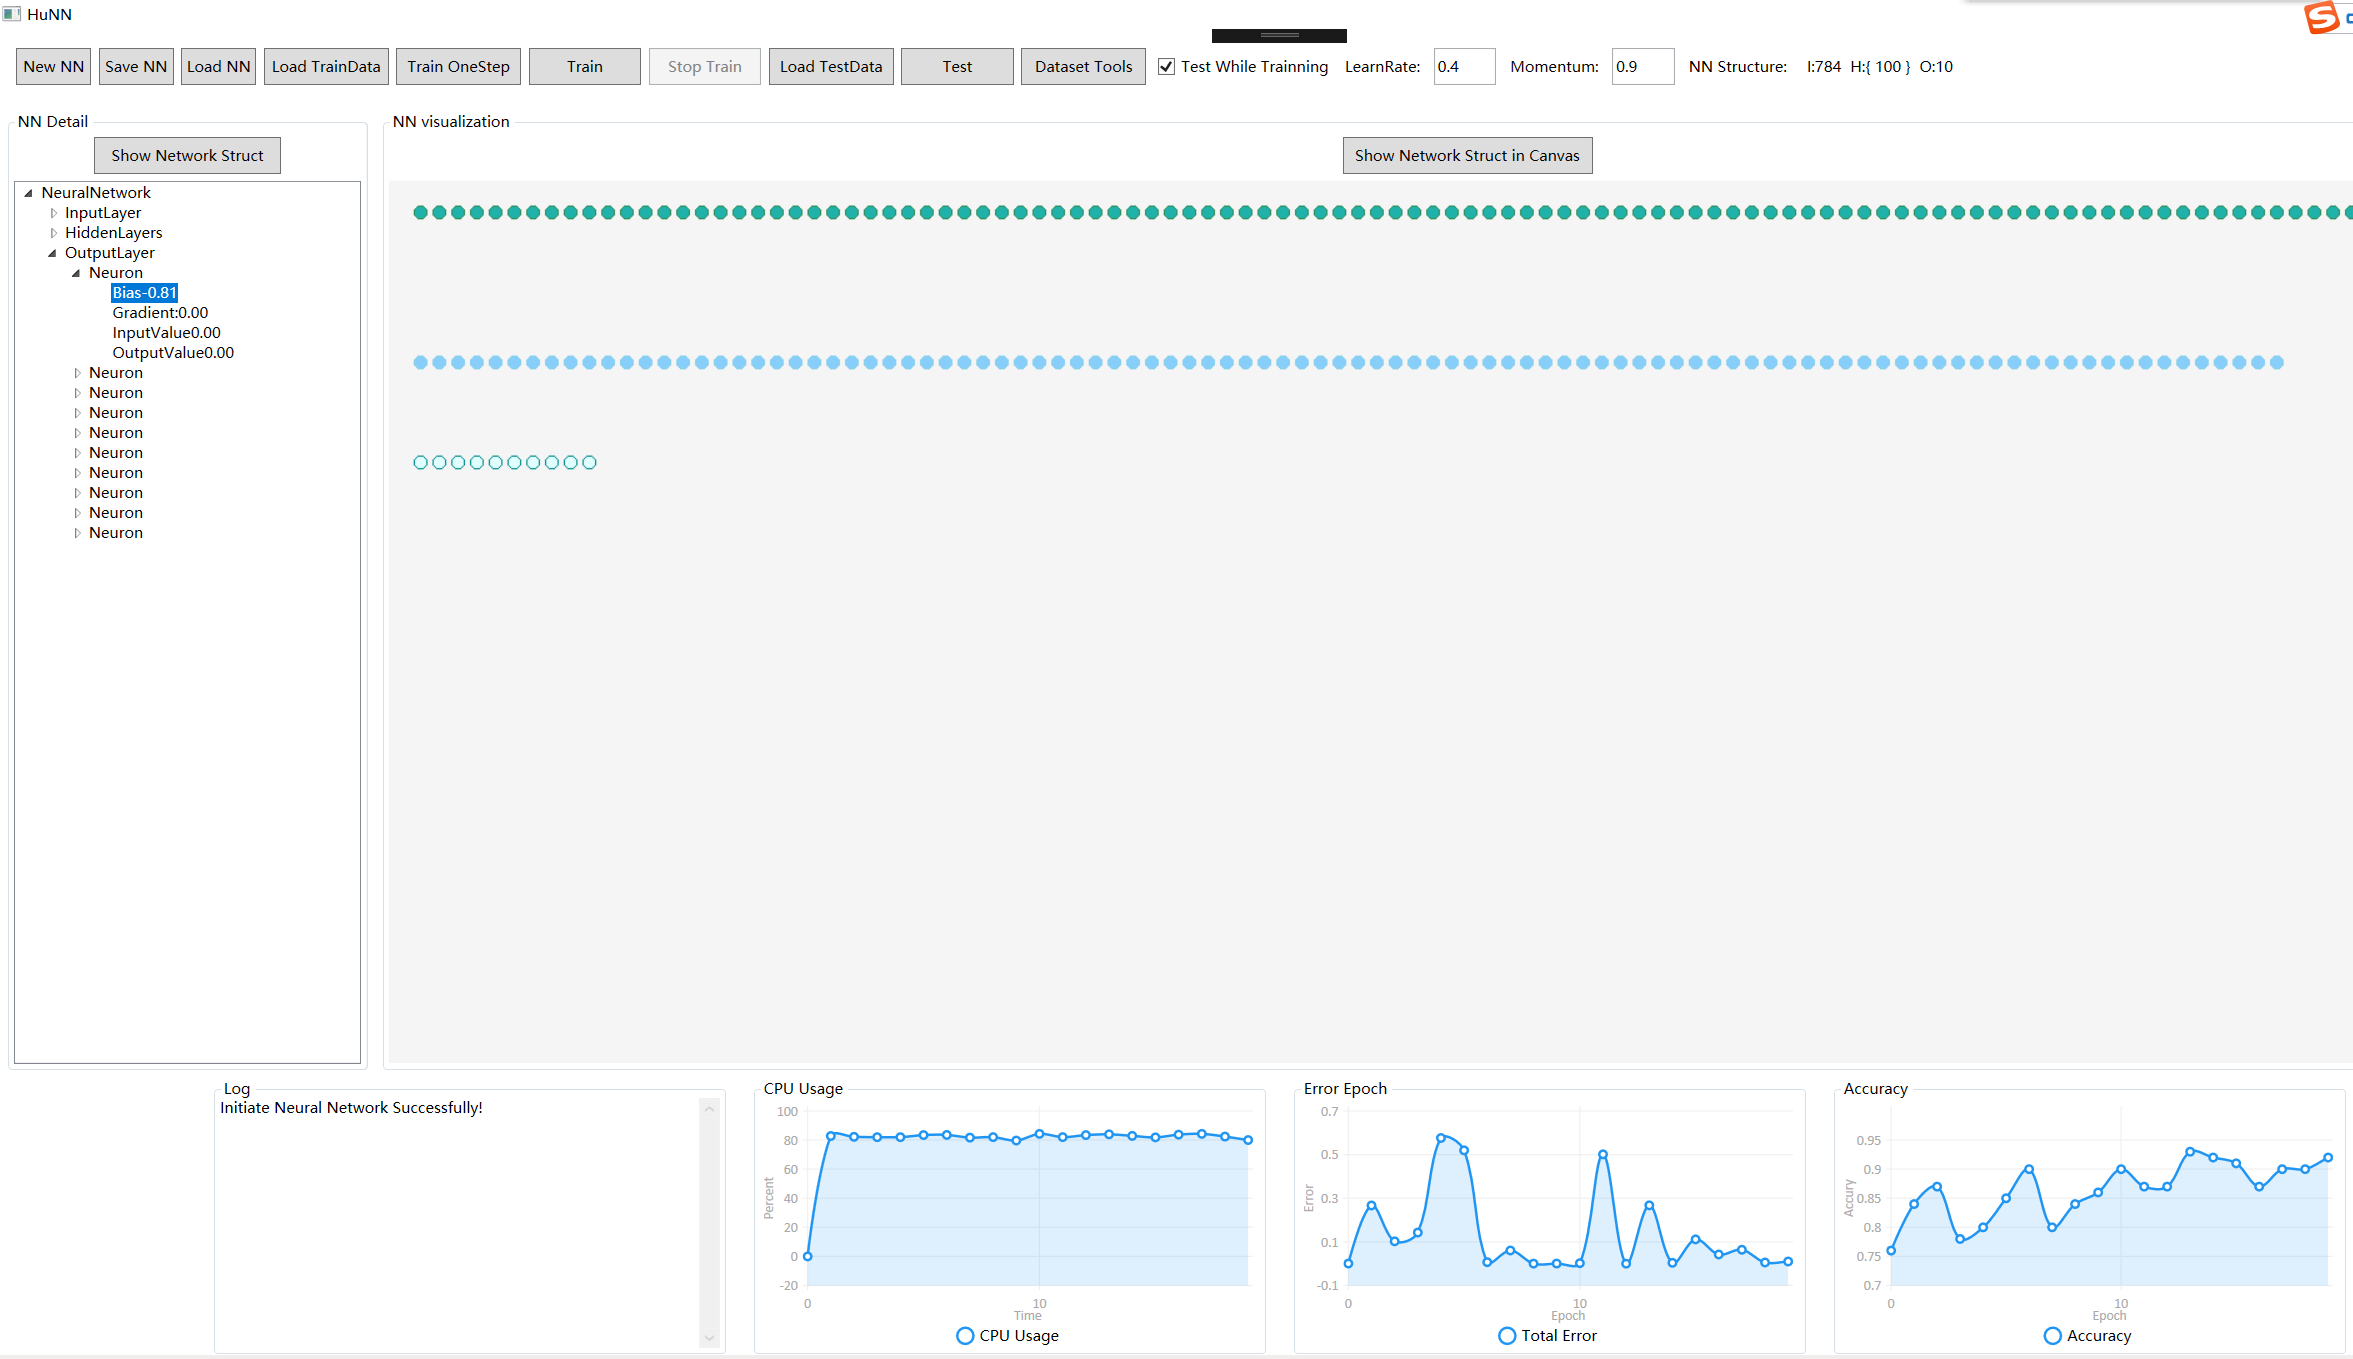 HuNN
New NN Save NN Load NN Load TrainData Train OneStep Train Stop Train Load TestData Test Dataset Tools Test While Trainning LearnRate: 0.4 Momentum: 0.9 NN Structure: I:784 H:{ 100 } O:10
NN Detail
Show Network Struct
NeuralNetwork
InputLayer
HiddenLayers
OutputLayer
Neuron
Bias-0.81
Gradient:0.00
InputValue0.00
OutputValue0.00
Neuron
Neuron
Neuron
Neuron
Neuron
Neuron
Neuron
Neuron
Neuron
NN visualization
Show Network Struct in Canvas
Log
Initiate Neural Network Successfully!
CPU Usage
100
80
60
40
20
0
-20
Percent
0 10
Time
CPU Usage
Error Epoch
0.7
0.5
0.3
0.1
-0.1
Error
0 10
Epoch
Total Error
Accuracy
0.95
0.9
0.85
0.8
0.75
0.7
Accury
0 10
Epoch
Accuracy